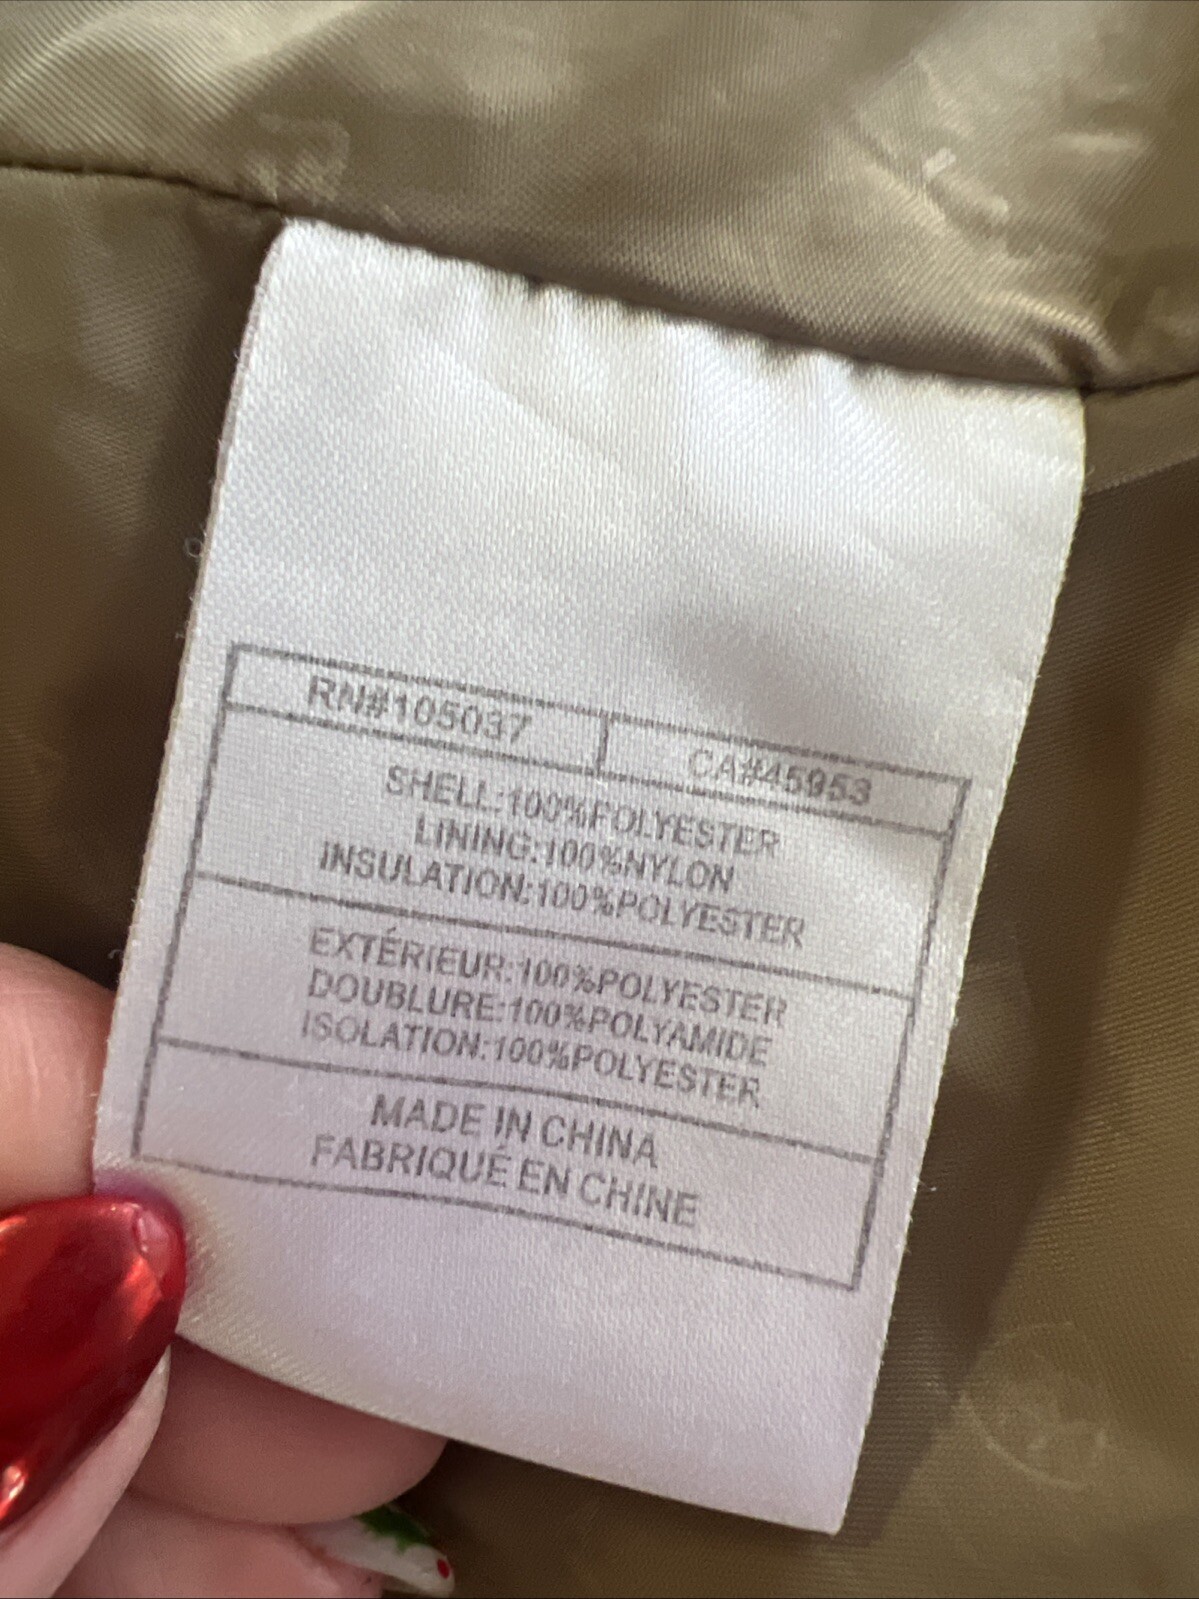 RN#105037
CA#45953
SHELL:100%POLYESTER
LINING:100%NYLON
INSULATION:100%POLYESTER
EXTÉRIEUR:100%POLYESTER
DOUBLURE:100%POLYAMIDE
ISOLATION:100%POLYESTER
MADE IN CHINA
FABRIQUÉ EN CHINE